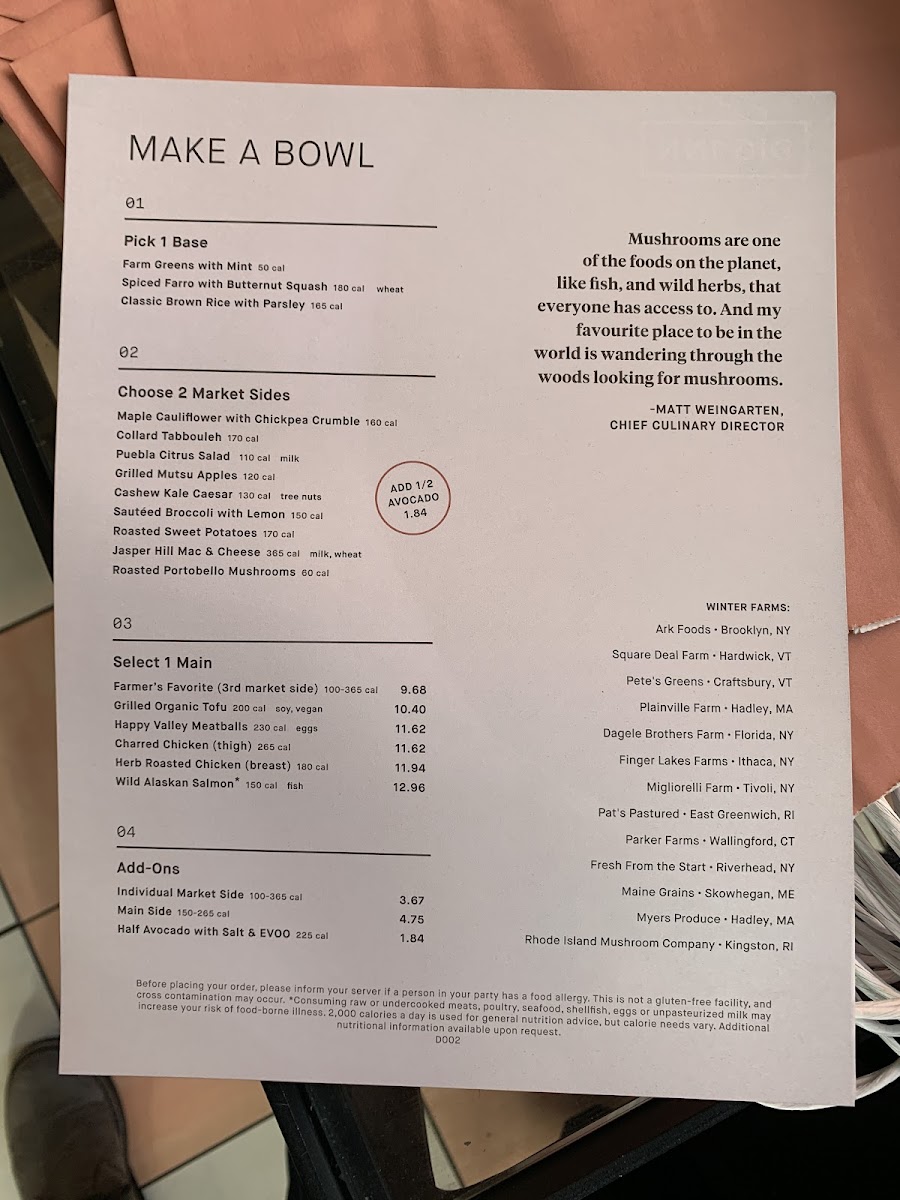 MAKE A BOWL
01
Pick 1 Base
Farm Greens with Mint 50 cal
Spiced Farro with Butternut Squash 180 cal wheat
Classic Brown Rice with Parsley 165 cal
02
Choose 2 Market Sides
Maple Cauliflower with Chickpea Crumble 160 cal
Collard Tabbouleh 170 cal
Puebla Citrus Salad 110 cal milk
Grilled Mutsu Apples 120 cal
Cashew Kale Caesar 130 cal tree nuts
Sautéed Broccoli with Lemon 150 cal
Roasted Sweet Potatoes 170 cal
Jasper Hill Mac & Cheese 365 cal milk, wheat
Roasted Portobello Mushrooms 60 cal
ADD 1/2
AVOCADO
1.84
03
Select 1 Main
Farmer's Favorite (3rd market side) 100-365 cal 9.68
Grilled Organic Tofu 200 cal soy, vegan 10.40
Happy Valley Meatballs 230 cal eggs 11.62
Charred Chicken (thigh) 265 cal 11.62
Herb Roasted Chicken (breast) 180 cal 11.94
Wild Alaskan Salmon* 150 cal fish 12.96
04
Add-Ons
Individual Market Side 100-365 cal 3.67
Main Side 150-265 cal 4.75
Half Avocado with Salt & EVOO 225 cal 1.84
Mushrooms are one
of the foods on the planet,
like fish, and wild herbs, that
everyone has access to. And my
favourite place to be in the
world is wandering through the
woods looking for mushrooms.
-MATT WEINGARTEN,
CHIEF CULINARY DIRECTOR
WINTER FARMS:
Ark Foods • Brooklyn, NY
Square Deal Farm • Hardwick, VT
Pete's Greens • Craftsbury, VT
Plainville Farm • Hadley, MA
Dagele Brothers Farm • Florida, NY
Finger Lakes Farms • Ithaca, NY
Migliorelli Farm • Tivoli, NY
Pat's Pastured • East Greenwich, RI
Parker Farms • Wallingford, CT
Fresh From the Start • Riverhead, NY
Maine Grains • Skowhegan, ME
Myers Produce • Hadley, MA
Rhode Island Mushroom Company • Kingston, RI
Before placing your order, please inform your server if a person in your party has a food allergy. This is not a gluten-free facility, and
cross contamination may occur. *Consuming raw or undercooked meats, poultry, seafood, shellfish, eggs or unpasteurized milk may
increase your risk of food-borne illness. 2,000 calories a day is used for general nutrition advice, but calorie needs vary. Additional
nutritional information available upon request.
D002